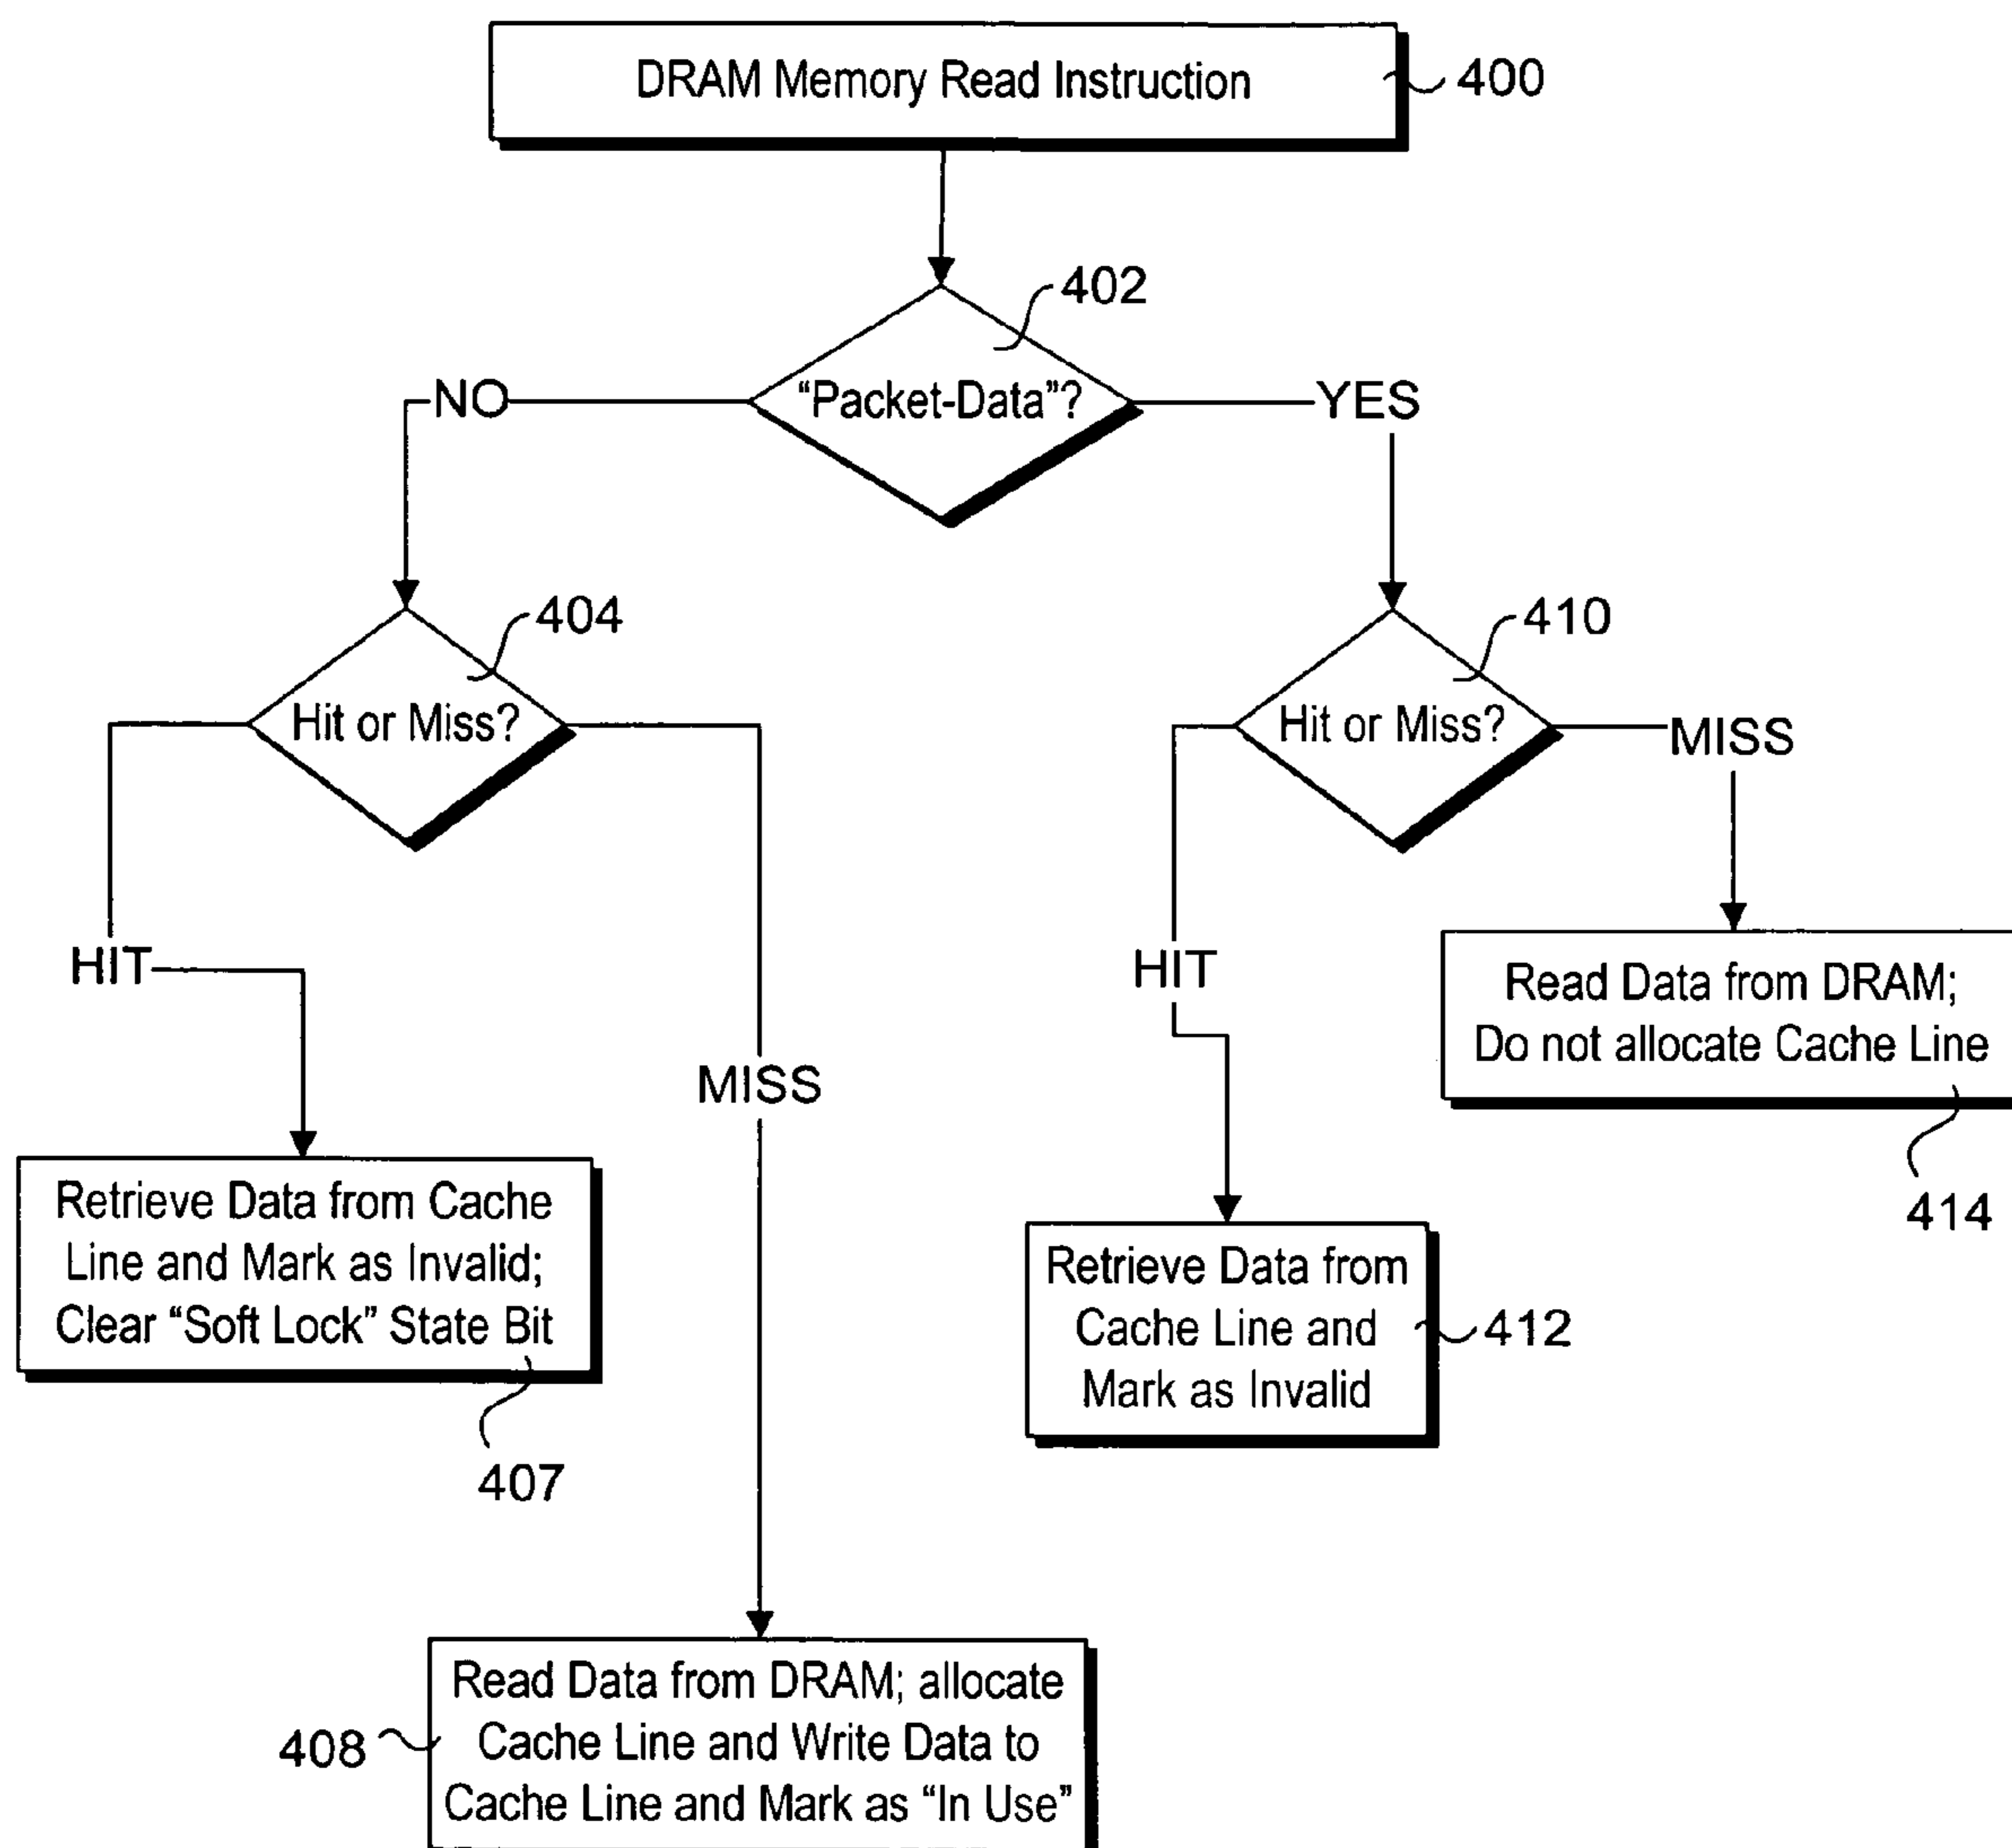 DRAM Memory Read Instruction
400
402
"Packet-Data"?
NO
YES
404
410
Hit or Miss?
Hit or Miss?
MISS
HIT
HIT
Read Data from DRAM;
Do not allocate Cache Line
MISS
414
Retrieve Data from Cache
Line and Mark as Invalid;
Clear "Soft Lock" State Bit
407
Retrieve Data from
Cache Line and
Mark as Invalid
412
Read Data from DRAM; allocate
Cache Line and Write Data to
Cache Line and Mark as "In Use"
408